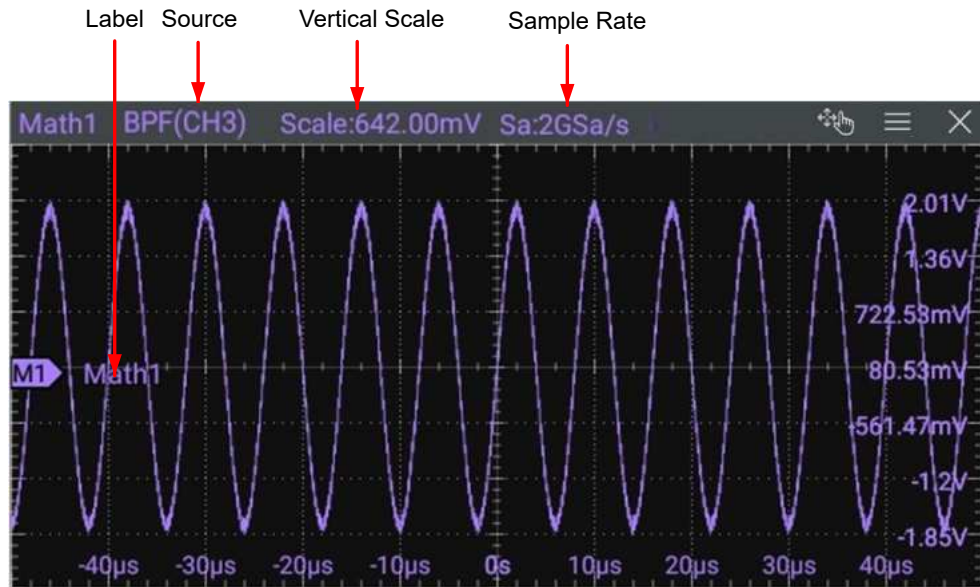 Label Source Vertical Scale Sample Rate
Math1 BPF(CH3) Scale:642.00mV Sa:2GSa/s
2.01V
1.36V
722.53mV
M1 Math1 80.53mV
-561.47mV
-1.2V
-1.85V
-40µs -30µs -20µs -10µs 0s 10µs 20µs 30µs 40µs